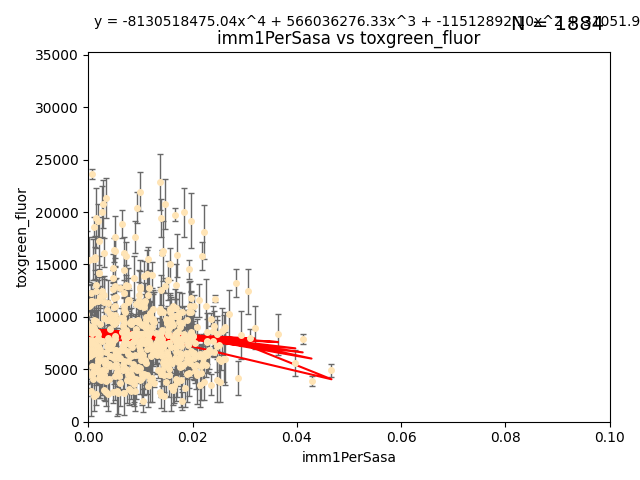 y = -8130518475.04x^4 + 566036276.33x^3 + -11512892.
N = 1884
imm1PerSasa vs toxgreen_fluor
35000
30000
25000
20000
15000
10000
5000
0
toxgreen_fluor
0.00 0.02 0.04 0.06 0.08 0.10
imm1PerSasa